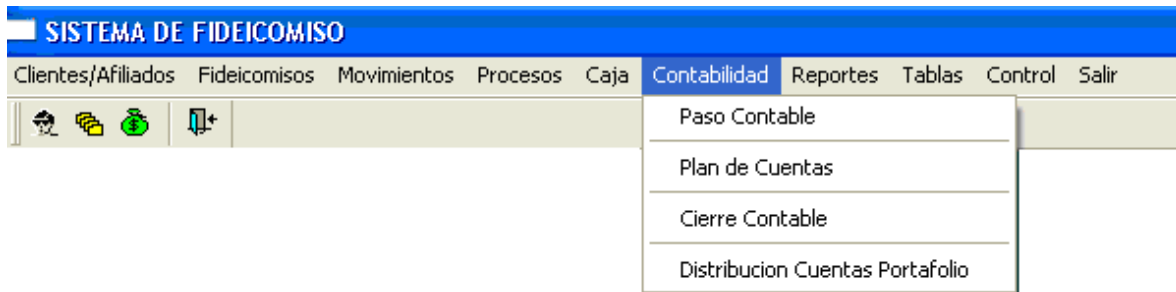 SISTEMA DE FIDEICOMISO
Clientes/Afiliados Fideicomisos Movimientos Procesos Caja Contabilidad Reportes Tablas Control Salir
Paso Contable
Plan de Cuentas
Cierre Contable
Distribucion Cuentas Portafolio